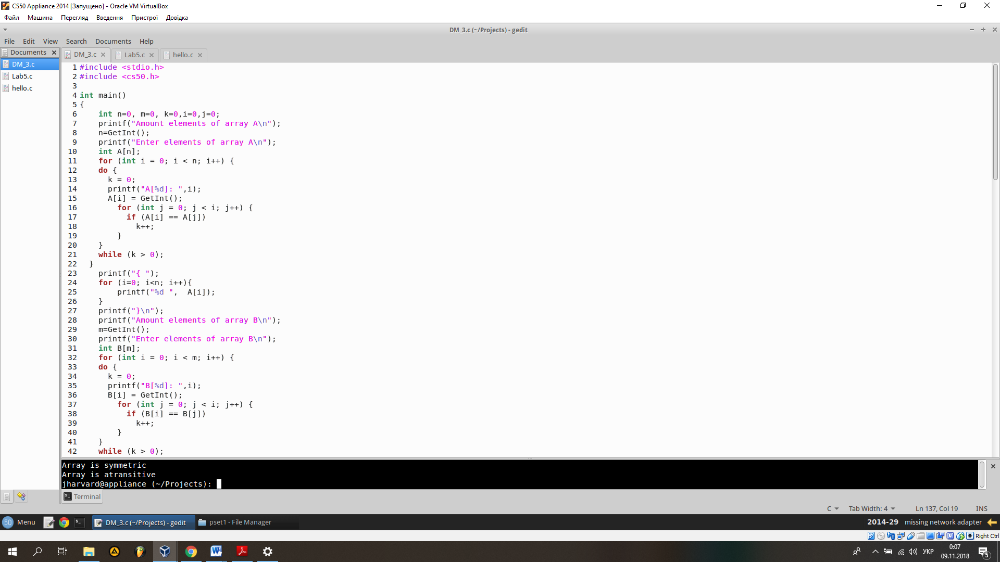 CS50 Appliance 2014 [Запущено] - Oracle VM VirtualBox
Файл Машина Перегляд Введення Пристрої Довідка
DM_3.c (~/Projects) - gedit
File Edit View Search Documents Help
Documents
DM_3.c
Lab5.c
hello.c
DM_3.c Lab5.c hello.c
1 #include <stdio.h>
2 #include <cs50.h>
3
4 int main()
5 {
6     int n=0, m=0, k=0,i=0,j=0;
7     printf("Amount elements of array A\n");
8     n=GetInt();
9     printf("Enter elements of array A\n");
10     int A[n];
11     for (int i = 0; i < n; i++) {
12     do {
13       k = 0;
14       printf("A[%d]: ",i);
15       A[i] = GetInt();
16         for (int j = 0; j < i; j++) {
17           if (A[i] == A[j])
18             k++;
19         }
20     }
21     while (k > 0);
22   }
23     printf("{ ");
24     for (i=0; i<n; i++){
25         printf("%d ",  A[i]);
26     }
27     printf("}\n");
28     printf("Amount elements of array B\n");
29     m=GetInt();
30     printf("Enter elements of array B\n");
31     int B[m];
32     for (int i = 0; i < m; i++) {
33     do {
34       k = 0;
35       printf("B[%d]: ",i);
36       B[i] = GetInt();
37         for (int j = 0; j < i; j++) {
38           if (B[i] == B[j])
39             k++;
40         }
41     }
42     while (k > 0);
Array is symmetric
Array is atransitive
jharvard@appliance (~/Projects):
Terminal
C Tab Width: 4 Ln 137, Col 19 INS
50 Menu DM_3.c (~/Projects) - gedit pset1 - File Manager 2014-29 missing network adapter
Right Ctrl
УКР 0:07
09.11.2018
5